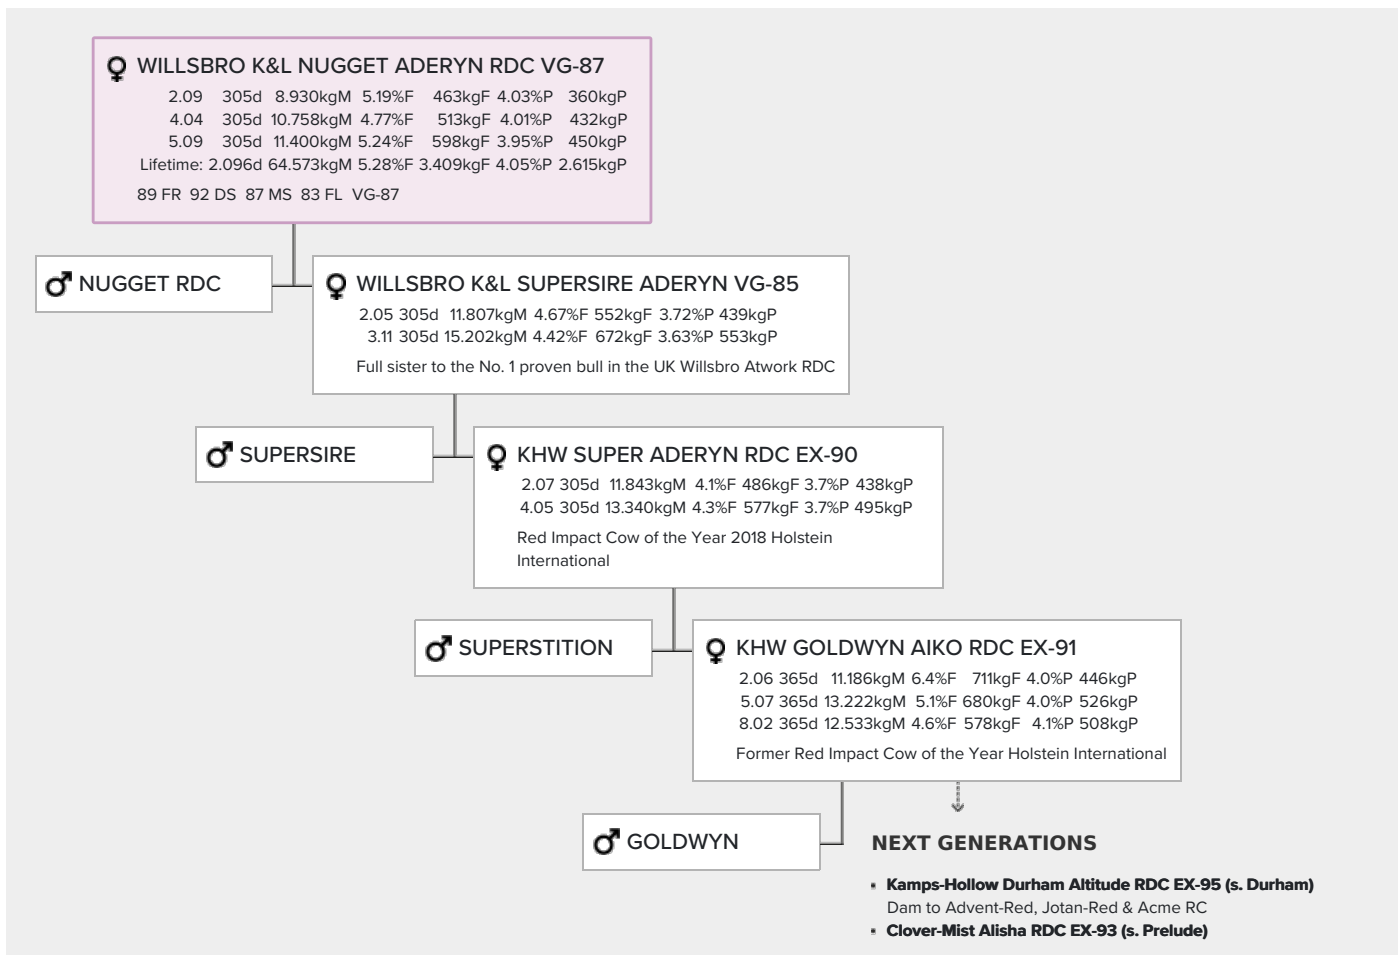 WILLSBRO K&L NUGGET ADERYN RDC VG-87
2.09 305d 8.930kgM 5.19%F 463kgF 4.03%P 360kgP
4.04 305d 10.758kgM 4.77%F 513kgF 4.01%P 432kgP
5.09 305d 11.400kgM 5.24%F 598kgF 3.95%P 450kgP
Lifetime: 2.096d 64.573kgM 5.28%F 3.409kgF 4.05%P 2.615kgP
89 FR 92 DS 87 MS 83 FL VG-87
NUGGET RDC
WILLSBRO K&L SUPERSIRE ADERYN VG-85
2.05 305d 11.807kgM 4.67%F 552kgF 3.72%P 439kgP
3.11 305d 15.202kgM 4.42%F 672kgF 3.63%P 553kgP
Full sister to the No. 1 proven bull in the UK Willsbro Atwork RDC
SUPERSIRE
KHW SUPER ADERYN RDC EX-90
2.07 305d 11.843kgM 4.1%F 486kgF 3.7%P 438kgP
4.05 305d 13.340kgM 4.3%F 577kgF 3.7%P 495kgP
Red Impact Cow of the Year 2018 Holstein
International
SUPERSTITION
KHW GOLDWYN AIKO RDC EX-91
2.06 365d 11.186kgM 6.4%F 711kgF 4.0%P 446kgP
5.07 365d 13.222kgM 5.1%F 680kgF 4.0%P 526kgP
8.02 365d 12.533kgM 4.6%F 578kgF 4.1%P 508kgP
Former Red Impact Cow of the Year Holstein International
GOLDWYN
NEXT GENERATIONS
Kamps-Hollow Durham Altitude RDC EX-95 (s. Durham)
Dam to Advent-Red, Jotan-Red & Acme RC
Clover-Mist Alisha RDC EX-93 (s. Prelude)